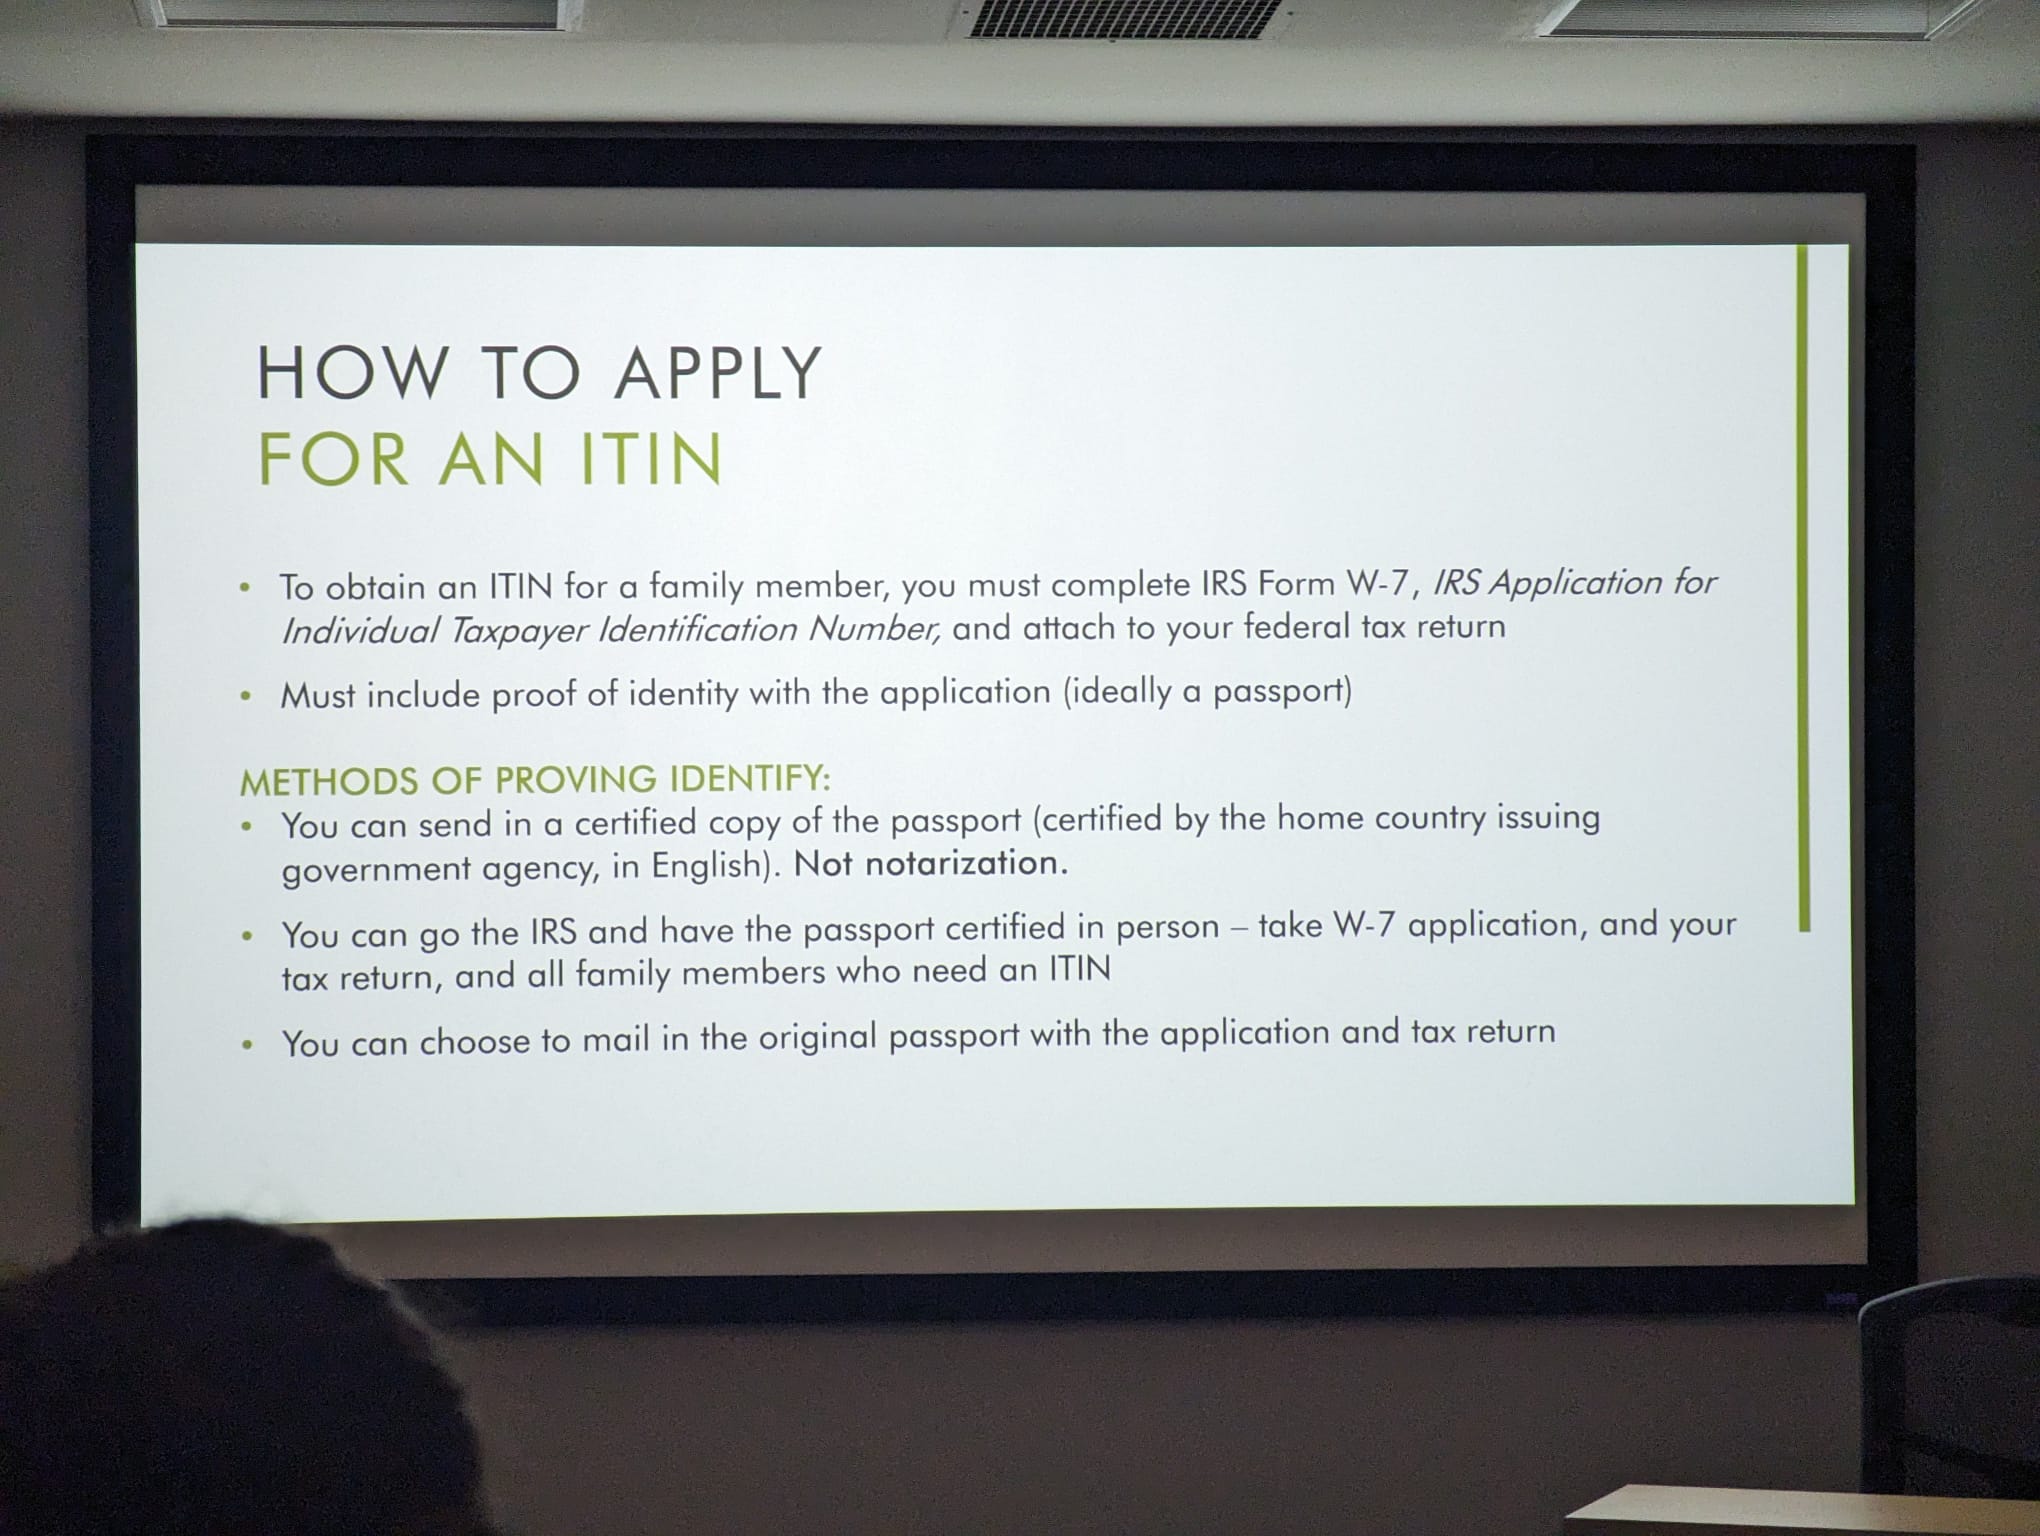 HOW TO APPLY
FOR AN ITIN
• To obtain an ITIN for a family member, you must complete IRS Form W-7, IRS Application for
Individual Taxpayer Identification Number, and attach to your federal tax return
• Must include proof of identity with the application (ideally a passport)
METHODS OF PROVING IDENTIFY:
• You can send in a certified copy of the passport (certified by the home country issuing
government agency, in English). Not notarization.
• You can go the IRS and have the passport certified in person – take W-7 application, and your
tax return, and all family members who need an ITIN
• You can choose to mail in the original passport with the application and tax return